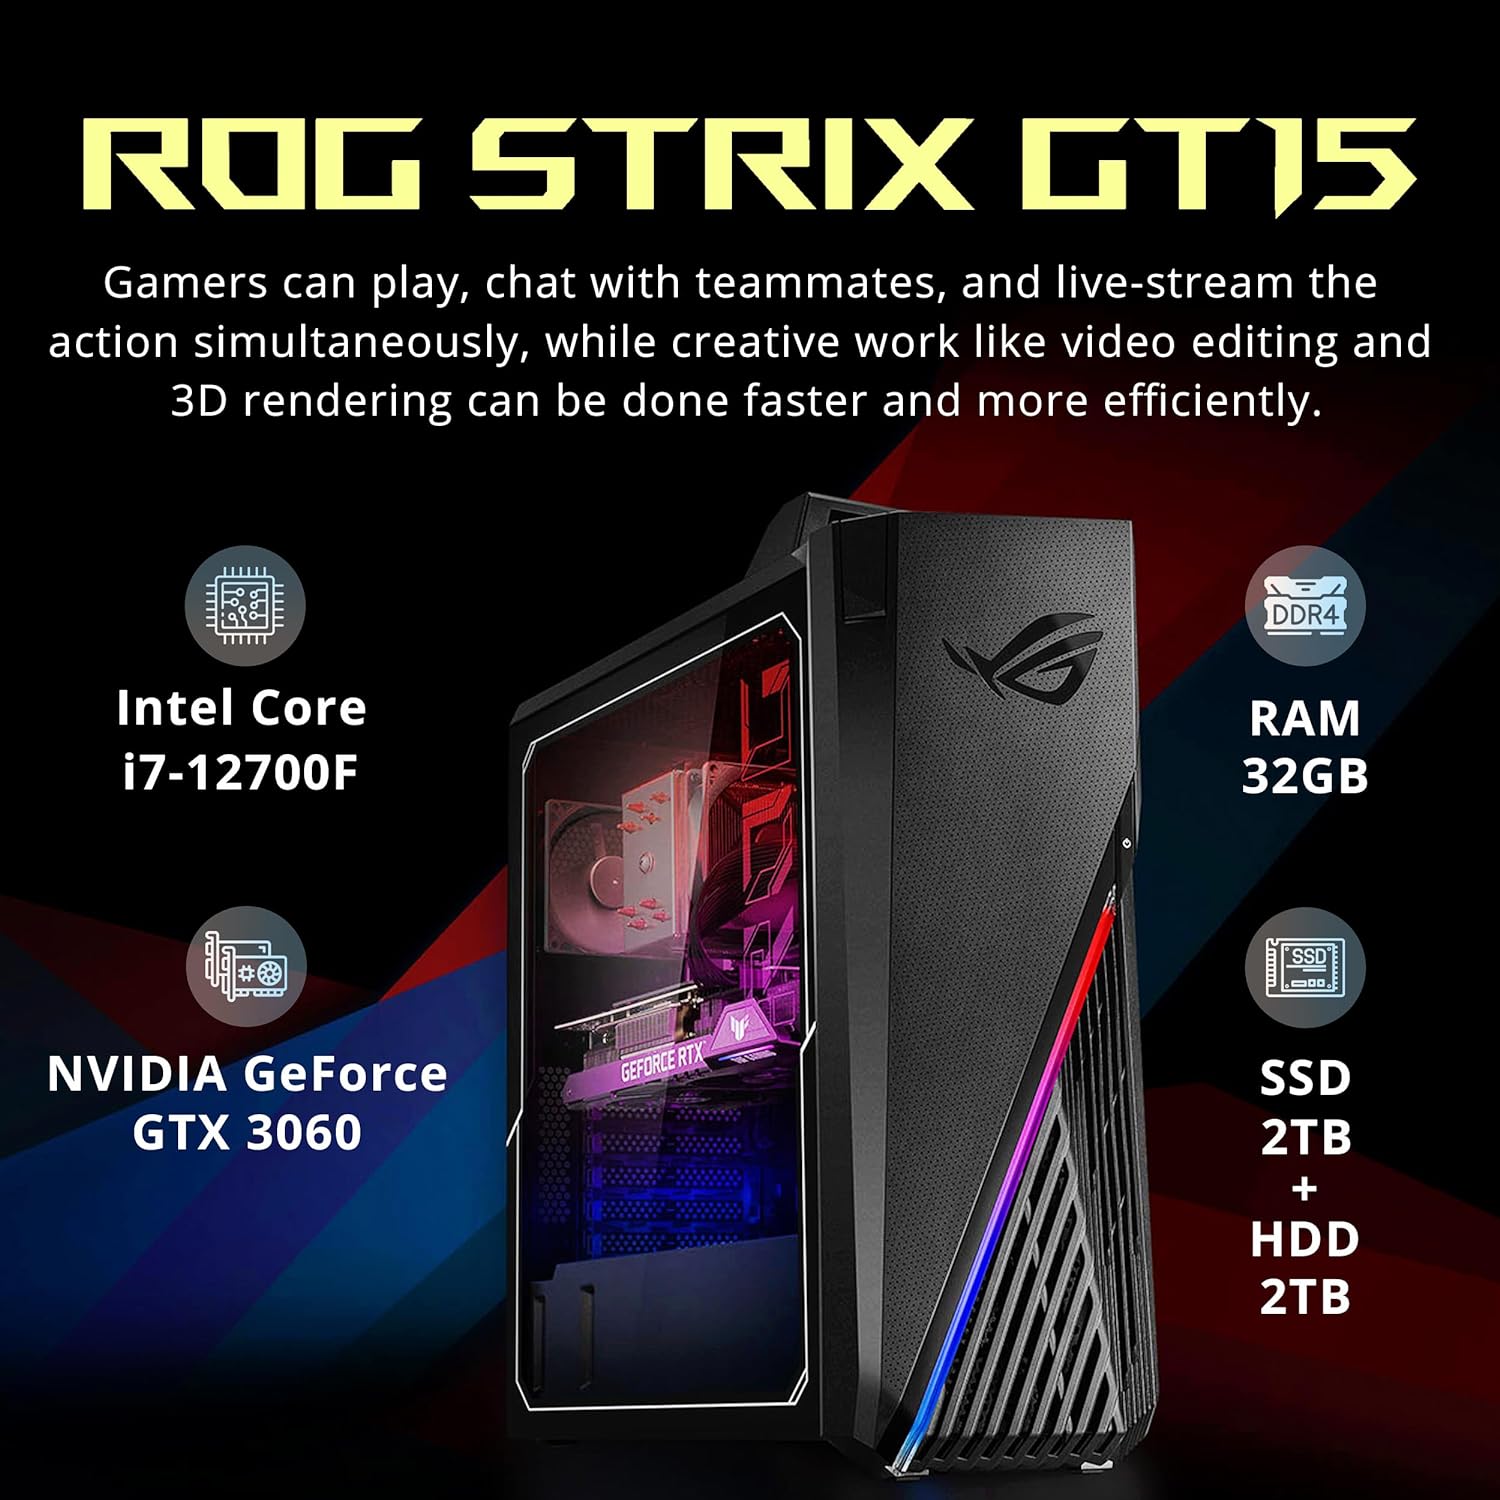 ROG STRIX GT15
Gamers can play, chat with teammates, and live-stream the
action simultaneously, while creative work like video editing and
3D rendering can be done faster and more efficiently.
Intel Core
i7-12700F
DDR4
RAM
32GB
GEFORCE RTX
NVIDIA GeForce
GTX 3060
SSD
SSD
2TB
+
HDD
2TB